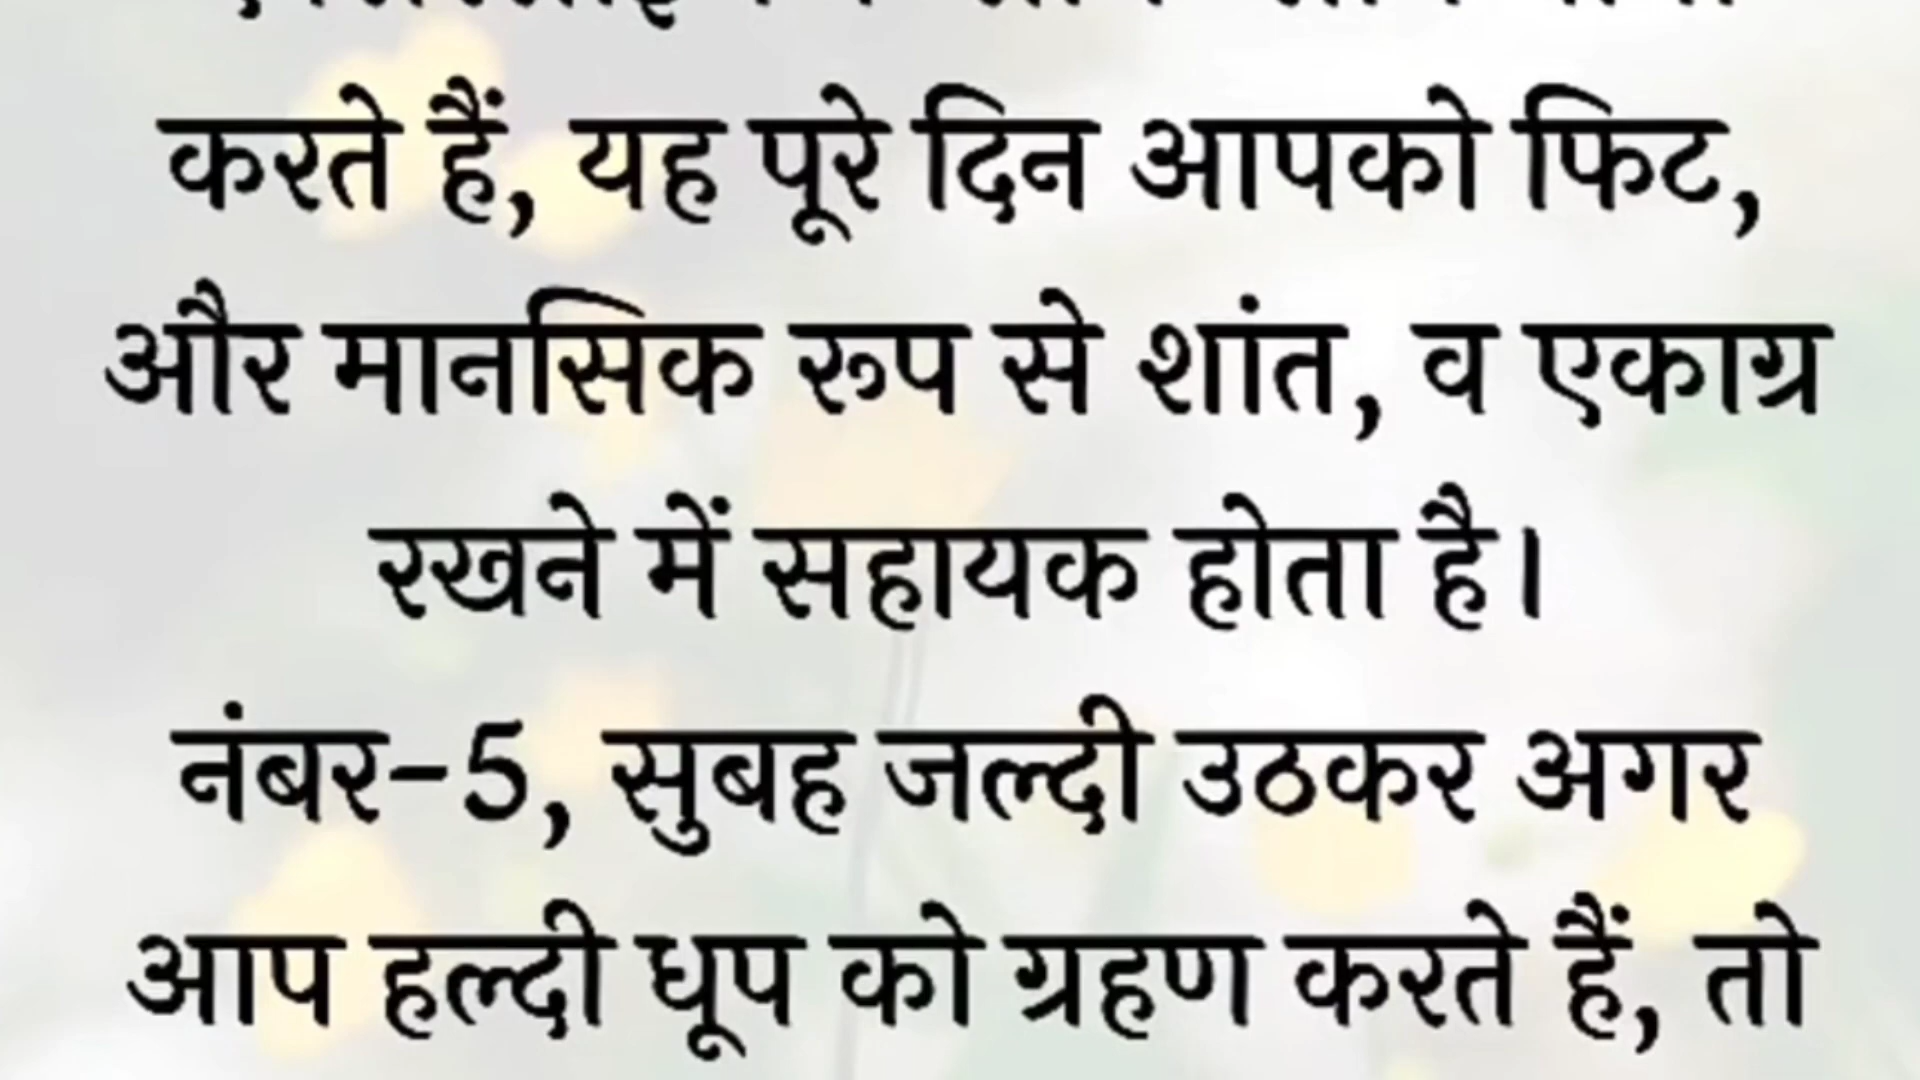 करते हैं, यह पूरे दिन आपको फिट,
और मानसिक रूप से शांत, व एकाग्र
रखने में सहायक होता है।
नंबर-5, सुबह जल्दी उठकर अगर
आप हल्दी धूप को ग्रहण करते हैं, तो